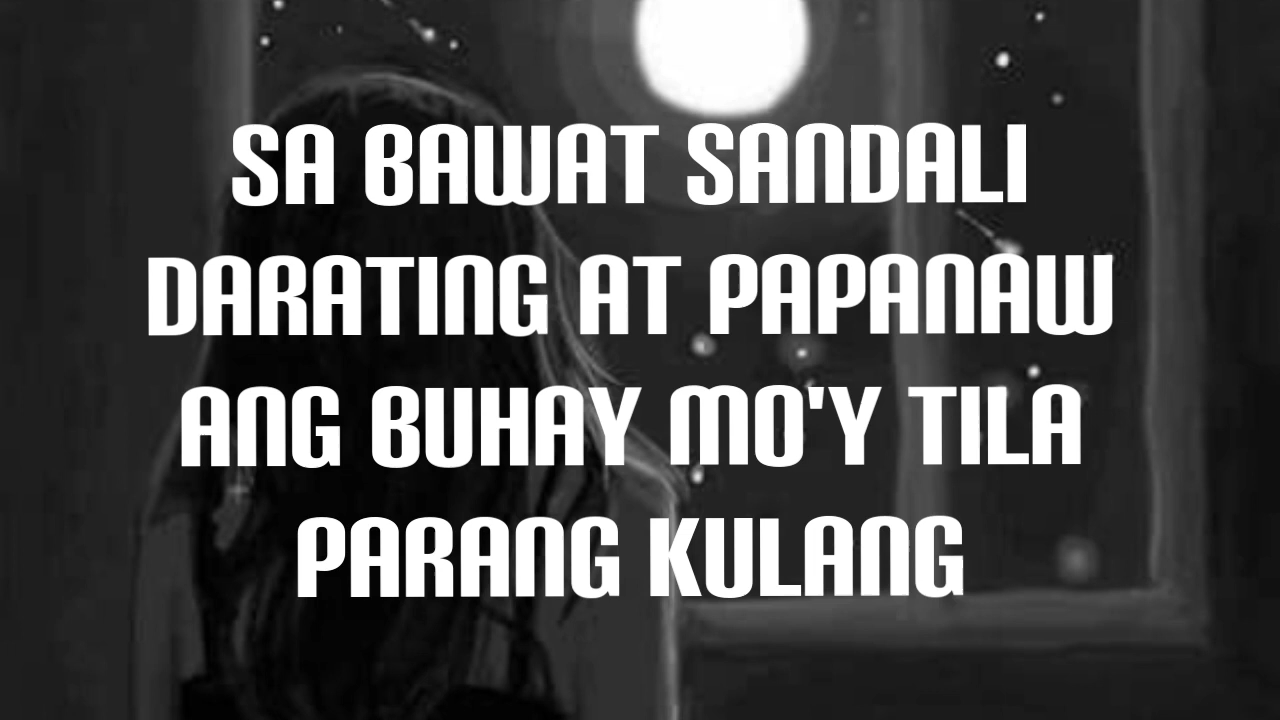 SA BAWAT SANDALI
DARATING AT PAPANAW
ANG BUHAY MO'Y TILA
PARANG KULANG